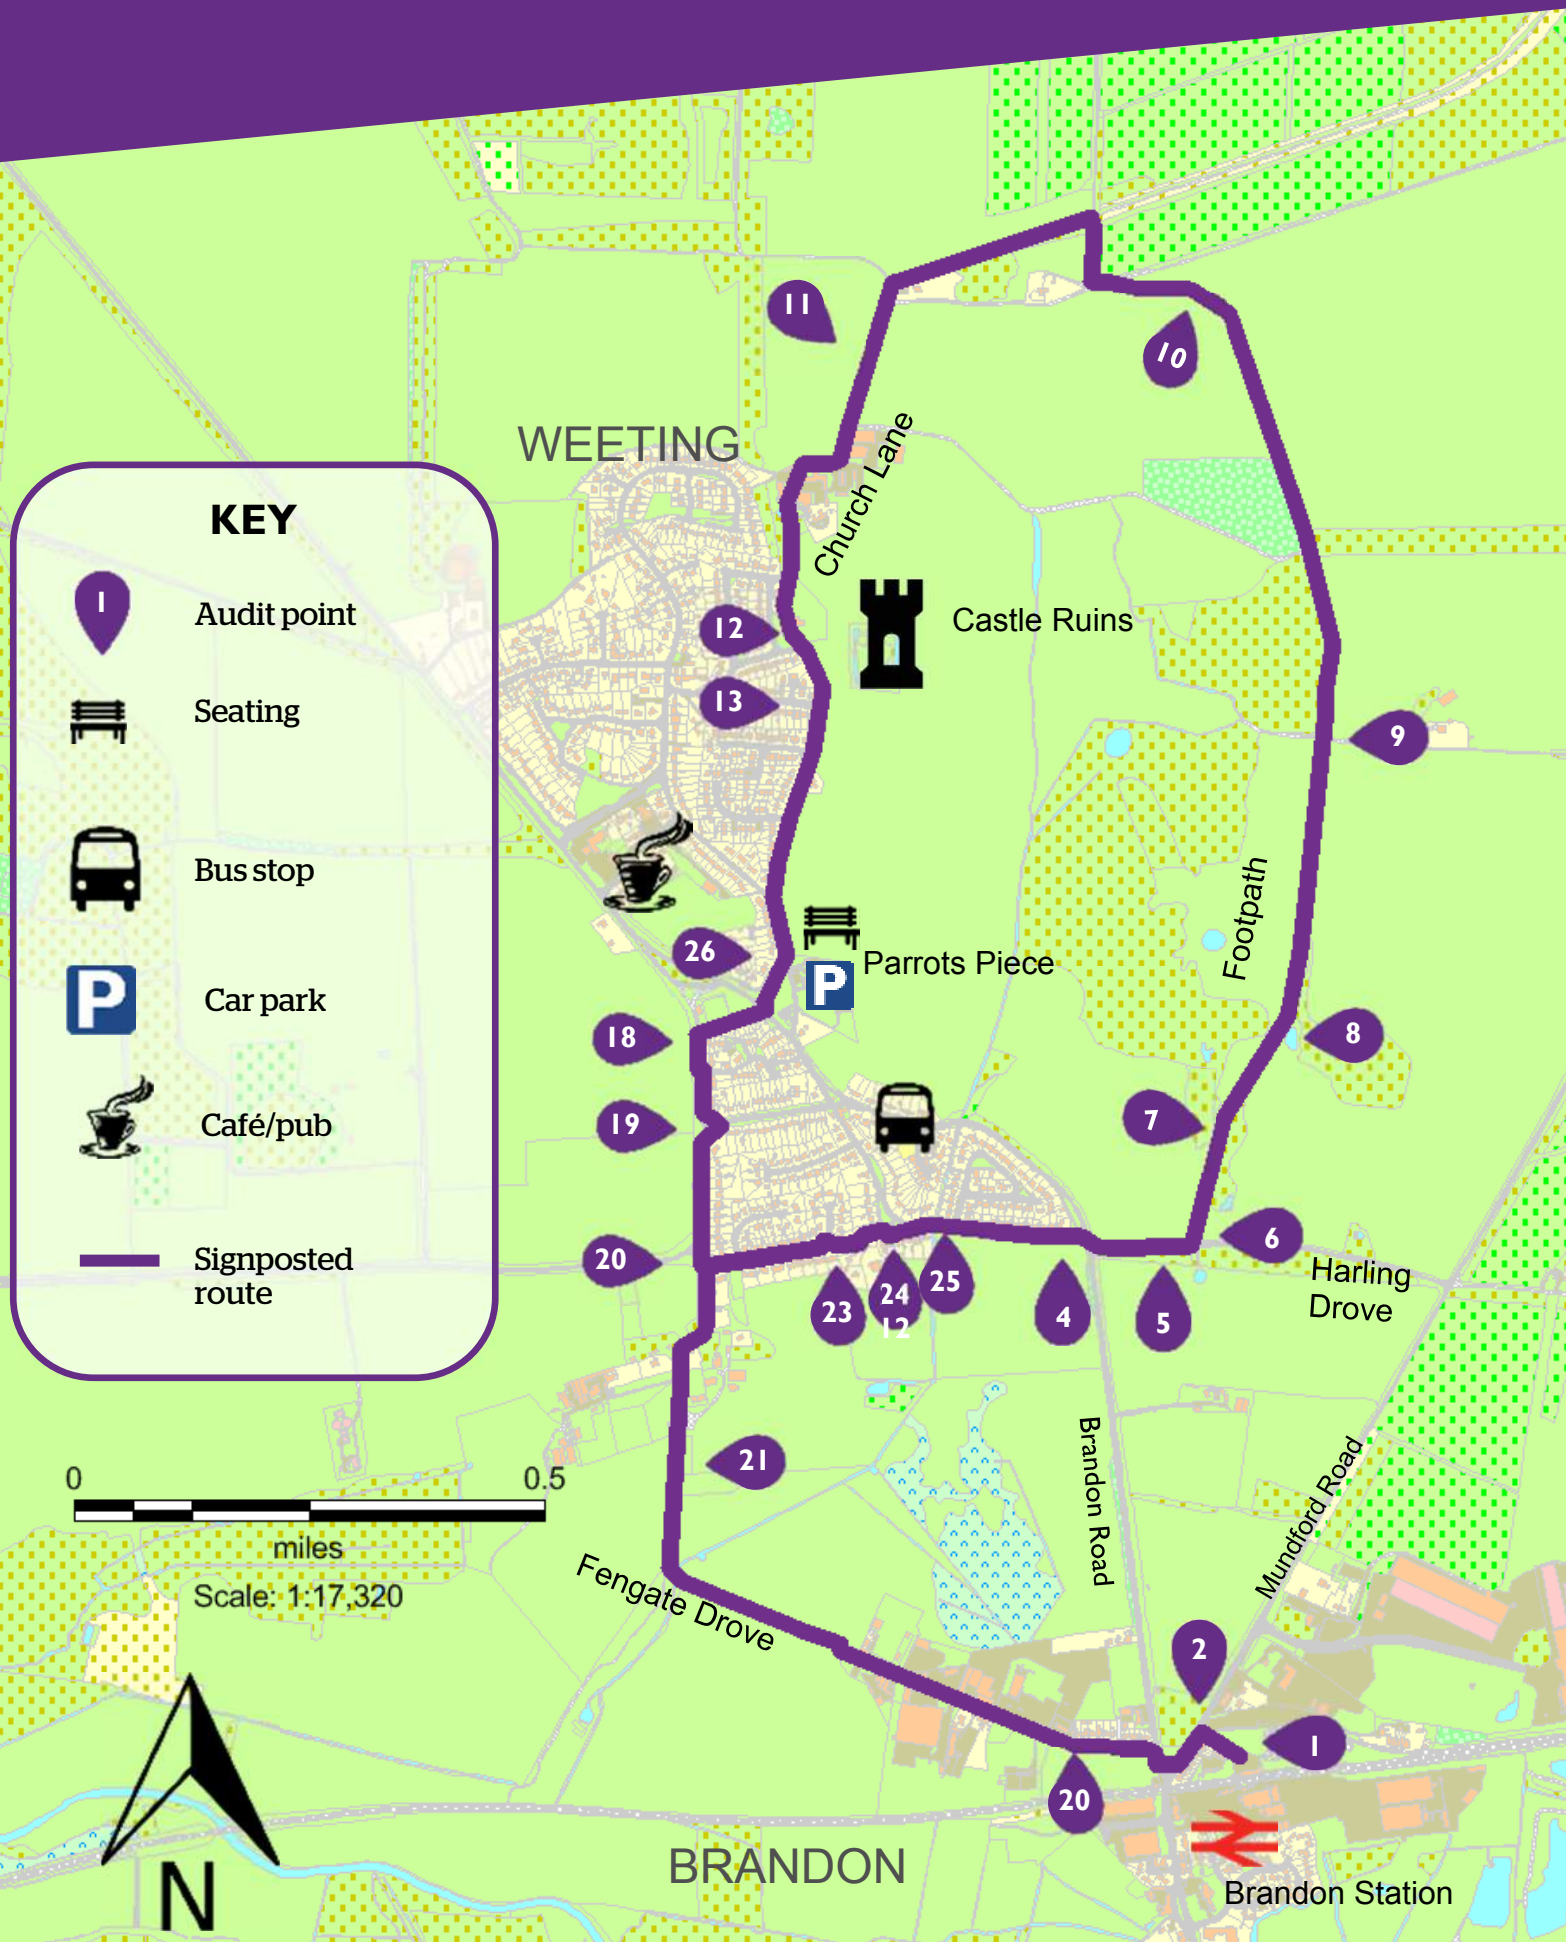 11
10
WEETING
Church Lane
KEY
1
Audit point
Seating
Bus stop
P
Car park
Café/pub
Signposted
route
12
Castle Ruins
13
9
Footpath
26
Parrots Piece
P
18
8
19
7
20
6
Harling
Drove
23
24
12
25
4
5
21
Brandon Road
Mundford Road
0
0.5
miles
Scale: 1:17,320
Fengate Drove
2
1
20
BRANDON
Brandon Station
N